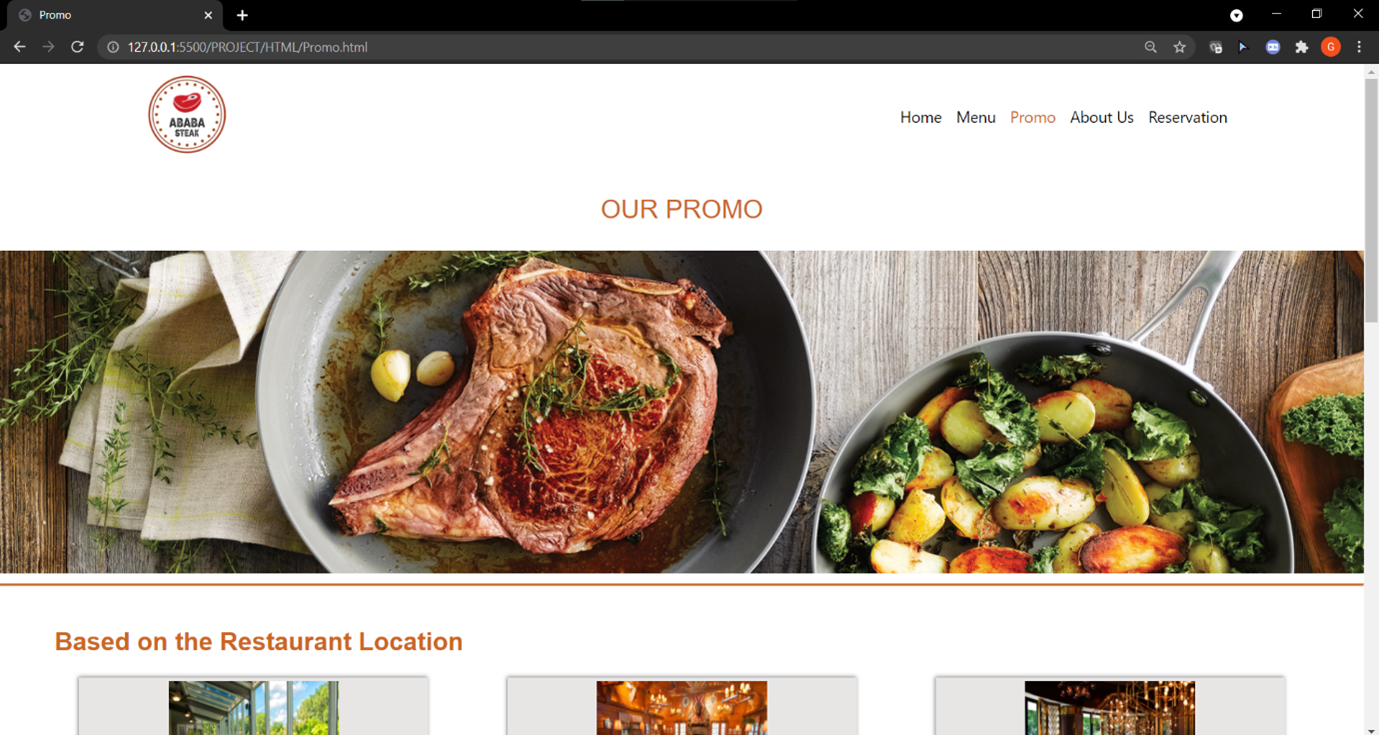 Promo
127.0.0.1:5500/PROJECT/HTML/Promo.html
G
ABABA
STEAK
Home Menu Promo About Us Reservation
OUR PROMO
Based on the Restaurant Location